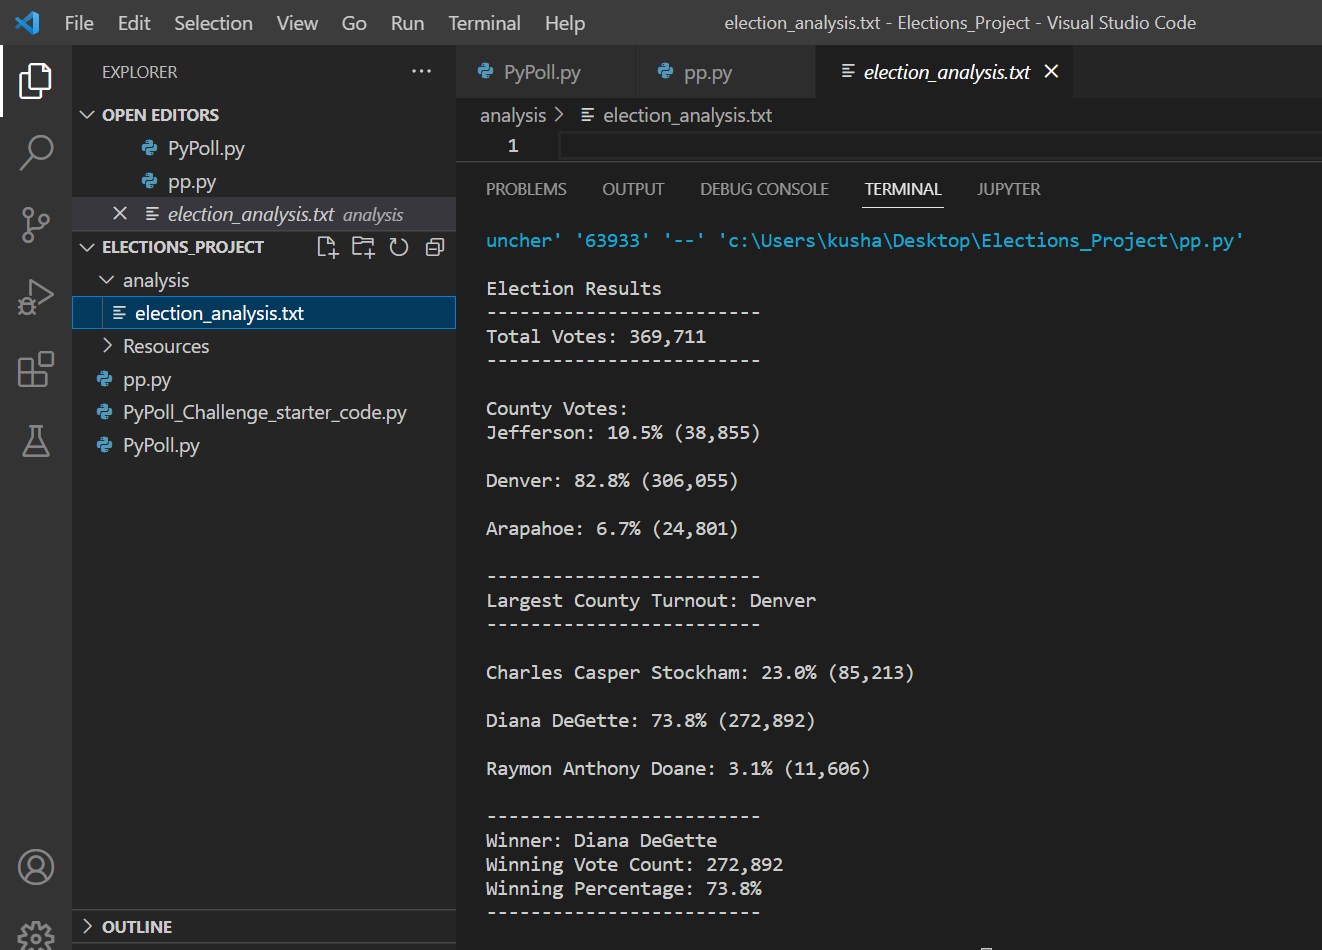 File Edit Selection View Go Run Terminal Help election_analysis.txt - Elections_Project - Visual Studio Code
EXPLORER ...
OPEN EDITORS
PyPoll.py
pp.py
election_analysis.txt analysis
ELECTIONS_PROJECT
analysis
election_analysis.txt
Resources
pp.py
PyPoll_Challenge_starter_code.py
PyPoll.py
OUTLINE
PyPoll.py pp.py election_analysis.txt
analysis > election_analysis.txt
1
PROBLEMS OUTPUT DEBUG CONSOLE TERMINAL JUPYTER
uncher' '63933' '--' 'c:\Users\kusha\Desktop\Elections_Project\pp.py'
Election Results
-------------------------
Total Votes: 369,711
-------------------------
County Votes:
Jefferson: 10.5% (38,855)
Denver: 82.8% (306,055)
Arapahoe: 6.7% (24,801)
-------------------------
Largest County Turnout: Denver
-------------------------
Charles Casper Stockham: 23.0% (85,213)
Diana DeGette: 73.8% (272,892)
Raymon Anthony Doane: 3.1% (11,606)
-------------------------
Winner: Diana DeGette
Winning Vote Count: 272,892
Winning Percentage: 73.8%
-------------------------